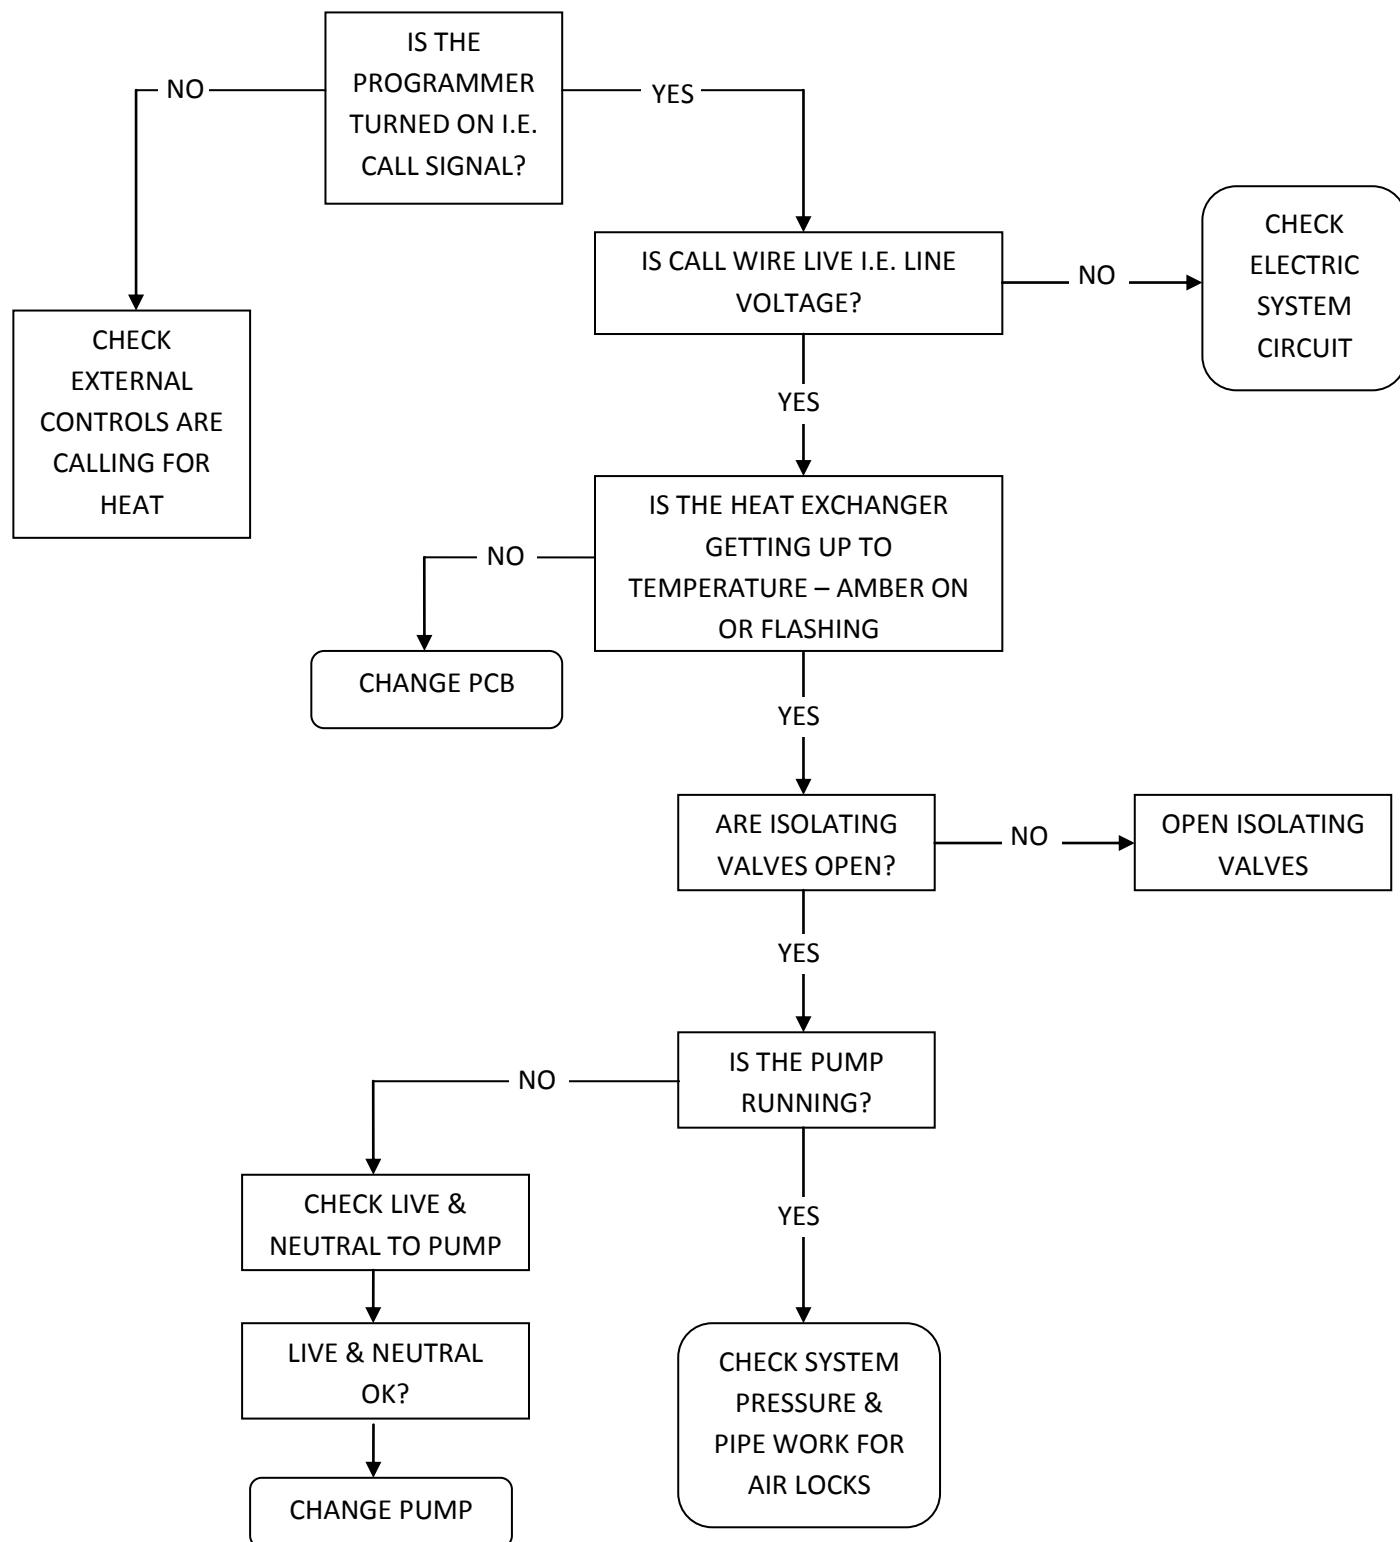 IS THE
PROGRAMMER
TURNED ON I.E.
CALL SIGNAL?
NO
YES
CHECK
ELECTRIC
SYSTEM
CIRCUIT
IS CALL WIRE LIVE I.E. LINE
VOLTAGE?
NO
CHECK
EXTERNAL
CONTROLS ARE
CALLING FOR
HEAT
YES
IS THE HEAT EXCHANGER
GETTING UP TO
TEMPERATURE – AMBER ON
OR FLASHING
NO
CHANGE PCB
YES
ARE ISOLATING
VALVES OPEN?
NO
OPEN ISOLATING
VALVES
YES
IS THE PUMP
RUNNING?
NO
CHECK LIVE &
NEUTRAL TO PUMP
YES
LIVE & NEUTRAL
OK?
CHECK SYSTEM
PRESSURE &
PIPE WORK FOR
AIR LOCKS
CHANGE PUMP